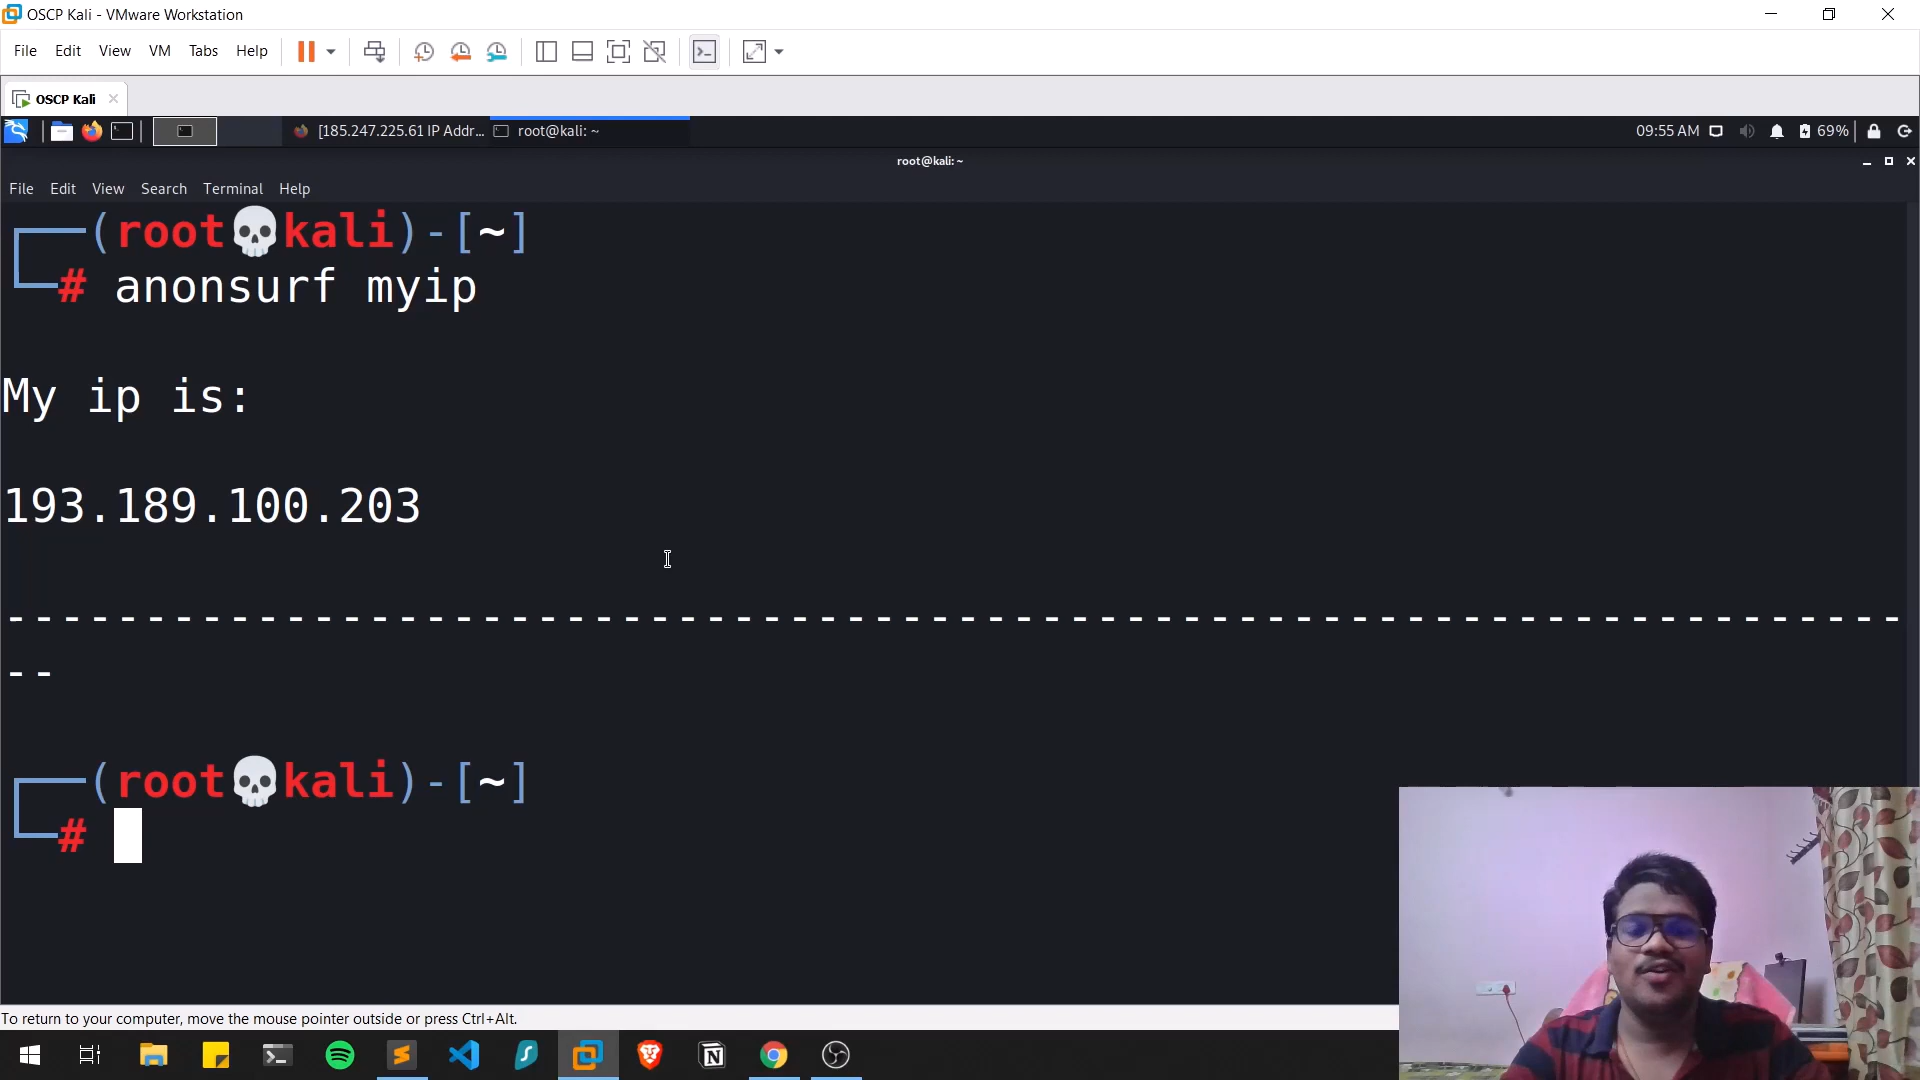 OSCP Kali - VMware Workstation
File Edit View VM Tabs Help
OSCP Kali
[185.247.225.61 IP Addr... root@kali: ~ 09:55 AM 69%
root@kali: ~
File Edit View Search Terminal Help
(root💀kali)-[~]
# anonsurf myip
My ip is:
193.189.100.203
--------------------------------------------------------------------
--
(root💀kali)-[~]
#
To return to your computer, move the mouse pointer outside or press Ctrl+Alt.